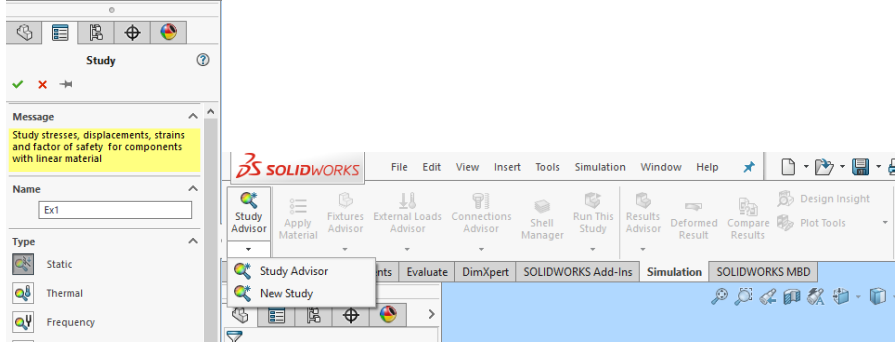 Study
Message
Study stresses, displacements, strains
and factor of safety for components
with linear material
Name
Ex1
Type
Static
Thermal
Frequency
SOLIDWORKS File Edit View Insert Tools Simulation Window Help
Study
Advisor
Apply
Material
Fixtures
Advisor
External Loads
Advisor
Connections
Advisor
Shell
Manager
Run This
Study
Results
Advisor
Deformed
Result
Compare
Results
Design Insight
Plot Tools
Study Advisor
New Study
Evaluate DimXpert SOLIDWORKS Add-Ins Simulation SOLIDWORKS MBD